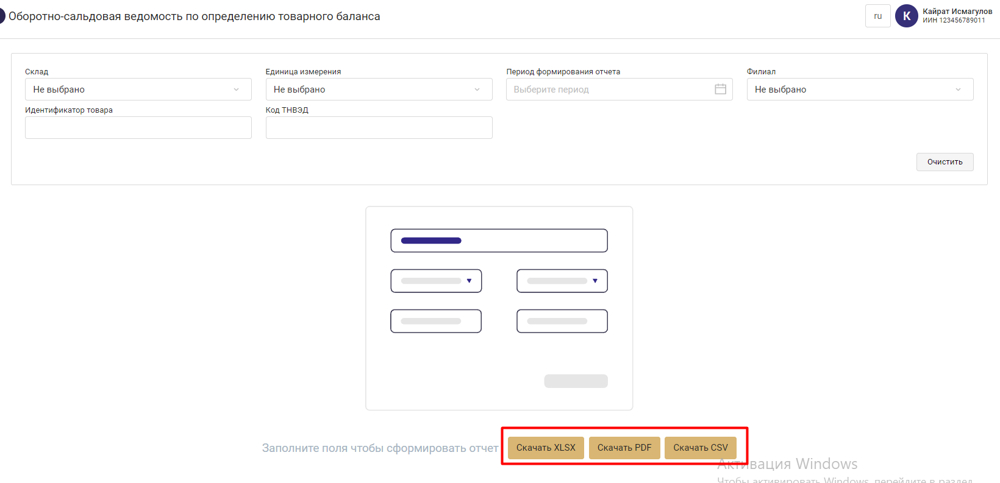 Оборотно-сальдовая ведомость по определению товарного баланса
ru
К
Кайрат Исмагулов
ИИН 123456789011
Склад
Единица измерения
Период формирования отчета
Филиал
Не выбрано
Не выбрано
Выберите период
Не выбрано
Идентификатор товара
Код ТНВЭД
Очистить
Заполните поля чтобы сформировать отчет
Скачать XLSX
Скачать PDF
Скачать CSV
Активация Windows
Чтобы активировать Windows, перейдите в раздел